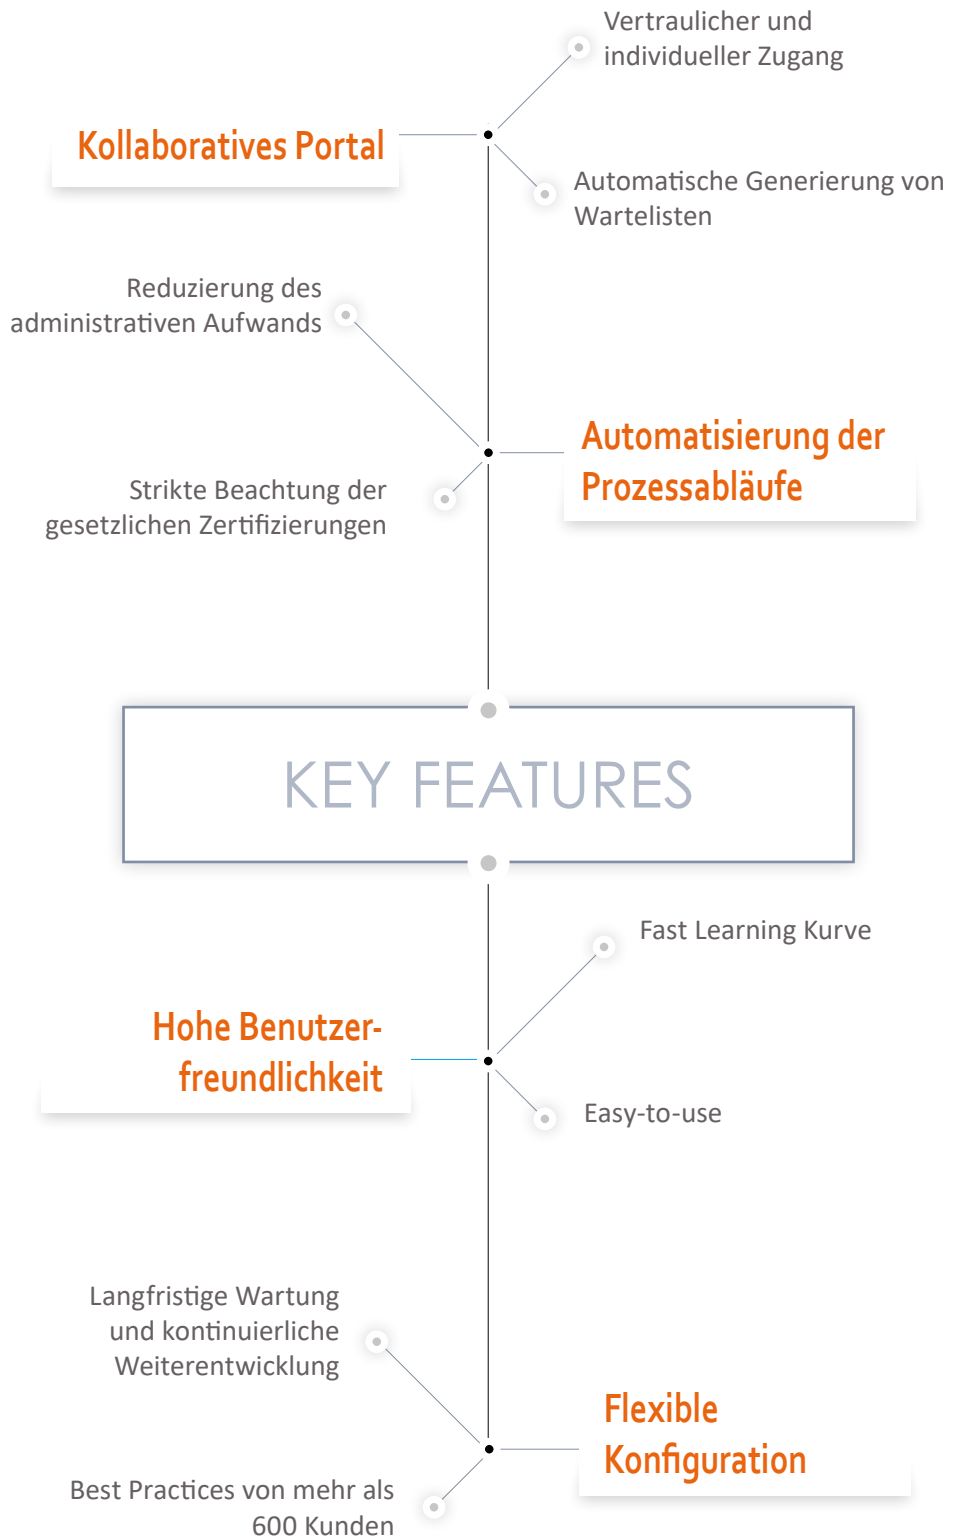 Vertraulicher und
individueller Zugang
Kollaboratives Portal
Automatische Generierung von
Wartelisten
Reduzierung des
administrativen Aufwands
Automatisierung der
Prozessabläufe
Strikte Beachtung der
gesetzlichen Zertifizierungen
KEY FEATURES
Fast Learning Kurve
Hohe Benutzer-
freundlichkeit
Easy-to-use
Langfristige Wartung
und kontinuierliche
Weiterentwicklung
Flexible
Konfiguration
Best Practices von mehr als
600 Kunden